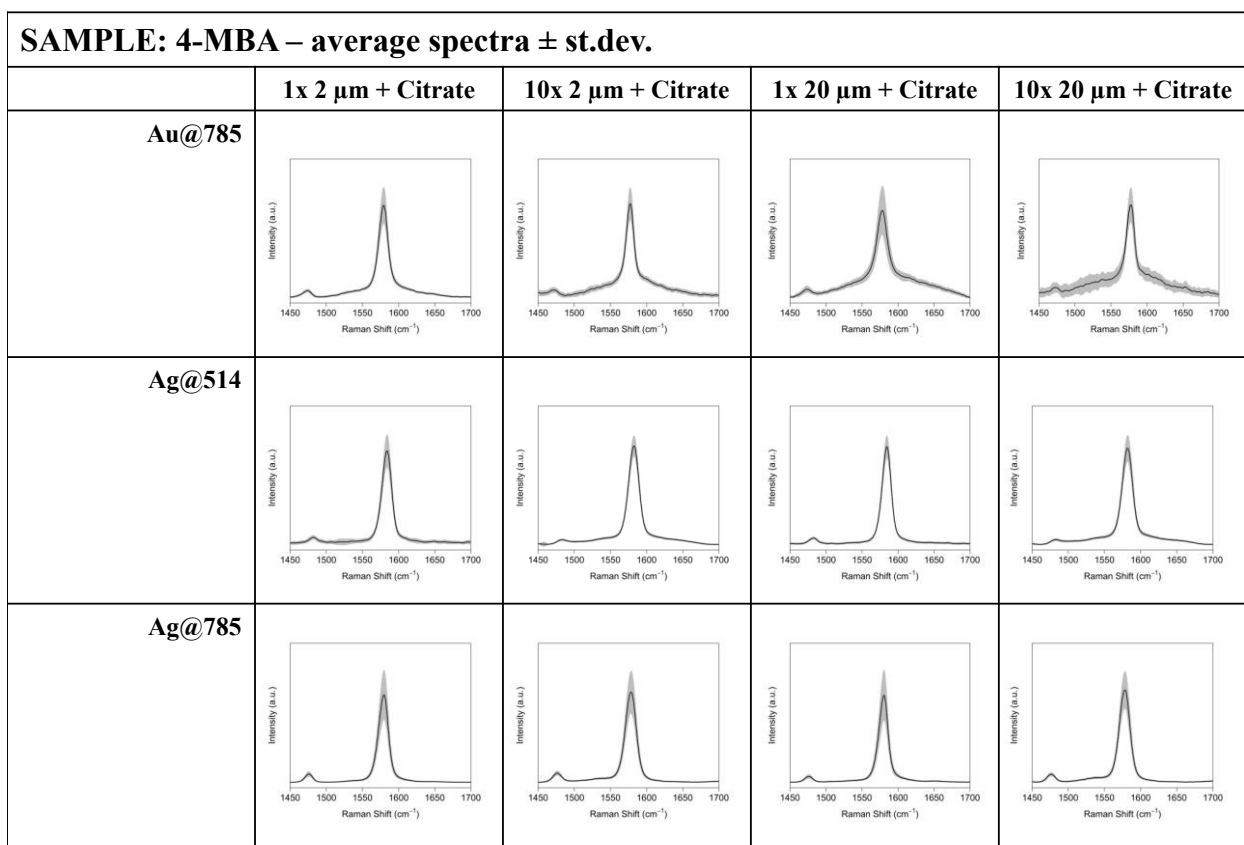 SAMPLE: 4-MBA – average spectra ± st.dev.
1x 2 μm + Citrate 10x 2 μm + Citrate 1x 20 μm + Citrate 10x 20 μm + Citrate
Au@785
Intensity (a.u.) Intensity (a.u.) Intensity (a.u.) Intensity (a.u.)
1450 1500 1550 1600 1650 1700 1450 1500 1550 1600 1650 1700 1450 1500 1550 1600 1650 1700 1450 1500 1550 1600 1650 1700
Raman Shift (cm⁻¹) Raman Shift (cm⁻¹) Raman Shift (cm⁻¹) Raman Shift (cm⁻¹)
Ag@514
Intensity (a.u.) Intensity (a.u.) Intensity (a.u.) Intensity (a.u.)
1450 1500 1550 1600 1650 1700 1450 1500 1550 1600 1650 1700 1450 1500 1550 1600 1650 1700 1450 1500 1550 1600 1650 1700
Raman Shift (cm⁻¹) Raman Shift (cm⁻¹) Raman Shift (cm⁻¹) Raman Shift (cm⁻¹)
Ag@785
Intensity (a.u.) Intensity (a.u.) Intensity (a.u.) Intensity (a.u.)
1450 1500 1550 1600 1650 1700 1450 1500 1550 1600 1650 1700 1450 1500 1550 1600 1650 1700 1450 1500 1550 1600 1650 1700
Raman Shift (cm⁻¹) Raman Shift (cm⁻¹) Raman Shift (cm⁻¹) Raman Shift (cm⁻¹)